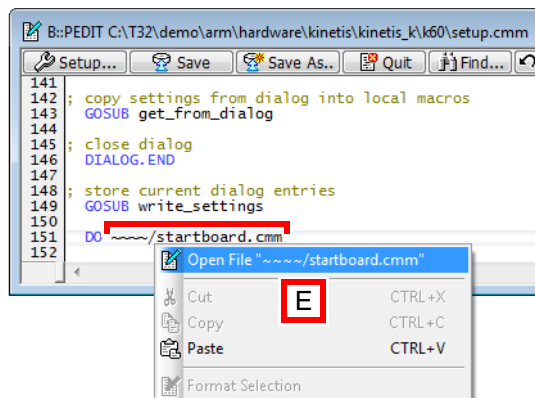 B::PEDIT C:\T32\demo\arm\hardware\kinetis\kinetis_k\k60\setup.cmm
Setup... Save Save As.. Quit Find...
141
142 ; copy settings from dialog into local macros
143 GOSUB get_from_dialog
144
145 ; close dialog
146 DIALOG.END
147
148 ; store current dialog entries
149 GOSUB write_settings
150
151 DO ~~~~/startboard.cmm
152
Open File "~~~~/startboard.cmm"
Cut CTRL+X
E
Copy CTRL+C
Paste CTRL+V
Format Selection